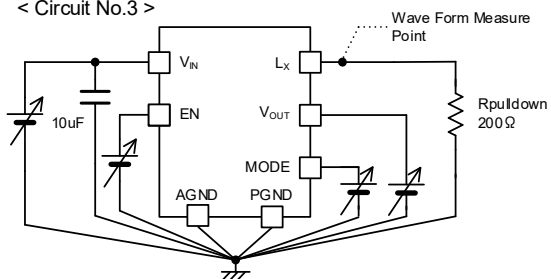 < Circuit No.3 >
Wave Form Measure
Point
VIN
LX
10uF
EN
VOUT
Rpulldown
200Ω
MODE
AGND
PGND